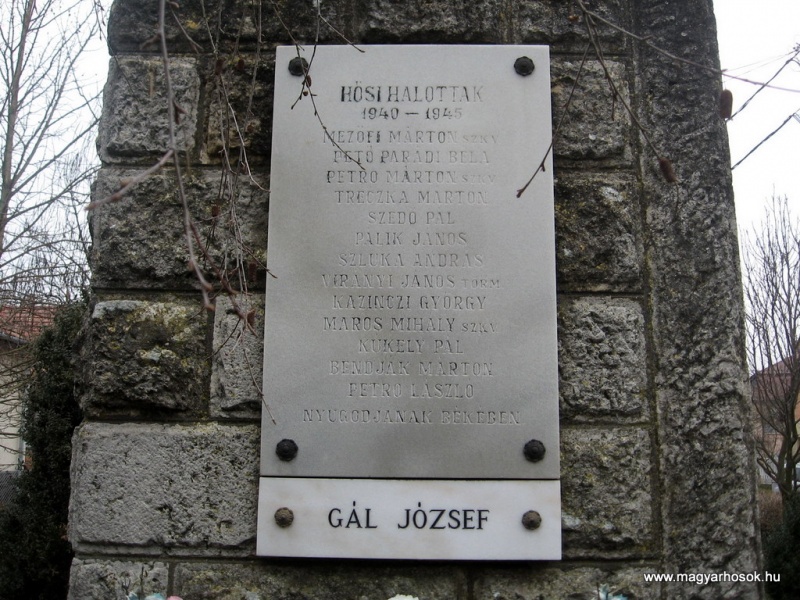 HŐSI HALOTTAK
1940 – 1945
MEZŐFI MÁRTON SZKV
PETŐ PARÁDI BÉLA
PETRÓ MÁRTON SZKV
TRECZKA MÁRTON
SZEDŐ PÁL
PALIK JÁNOS
SZLUKA ANDRÁS
VIRÁNYI JÁNOS TÖRM
KAZINCZI GYÖRGY
MAROS MIHÁLY SZKV
KÜKELY PÁL
BENDJÁK MÁRTON
PETRÓ LÁSZLÓ
NYUGODJANAK BÉKÉBEN
GÁL JÓZSEF
www.magyarhosok.hu